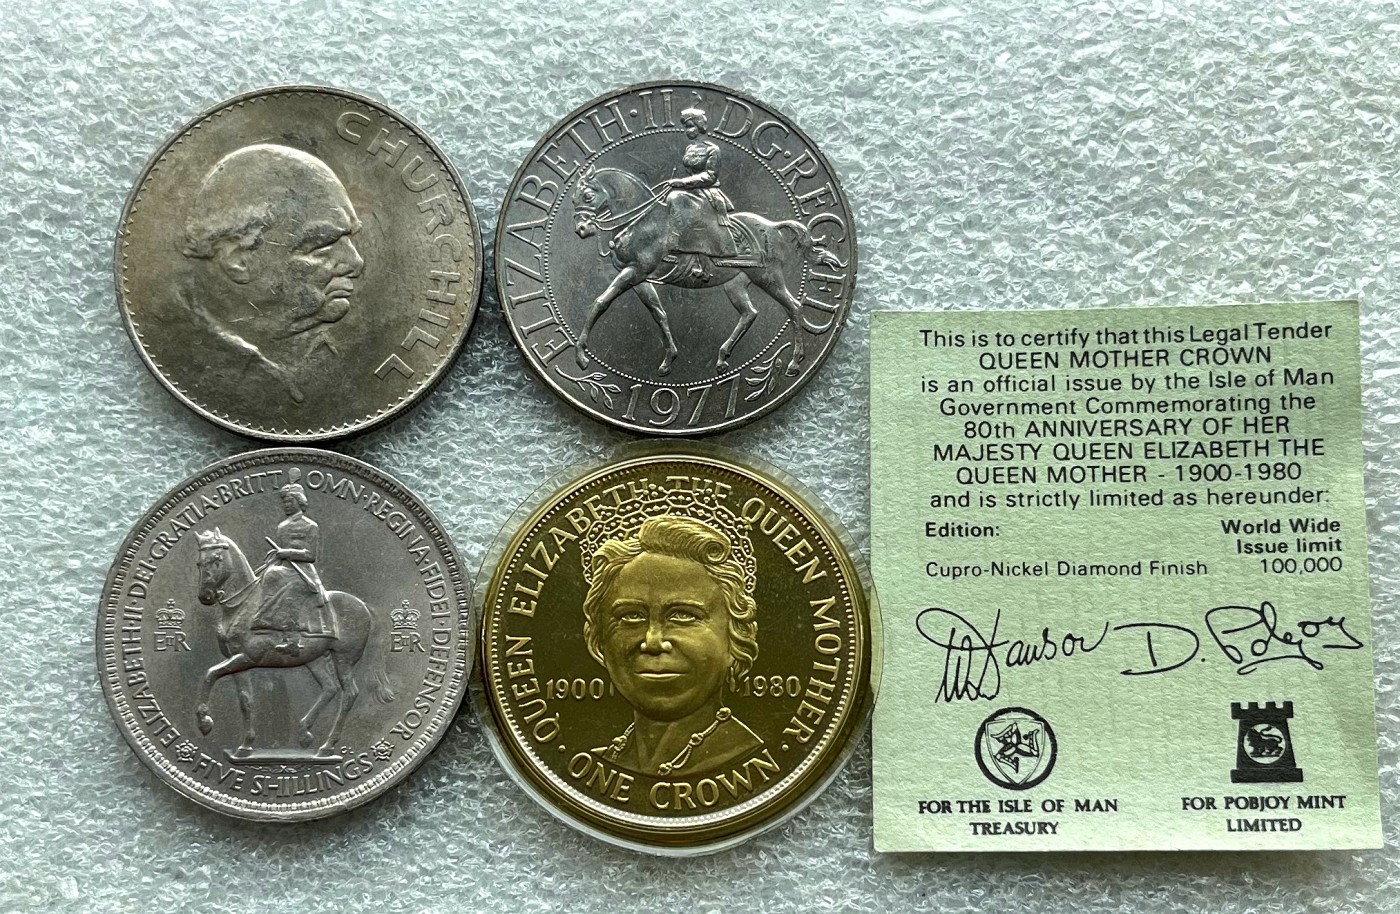 CHURCHILL
ELIZABETH·II DG·REG FD
1977
ELIZABETH·II·DEI·GRATIA·BRITT·OMN·REGINA·FIDEI·DEFENSOR
E II R
E II R
FIVE SHILLINGS
QUEEN ELIZABETH·THE QUEEN MOTHER
1900 1980
ONE CROWN
This is to certify that this Legal Tender
QUEEN MOTHER CROWN
is an official issue by the Isle of Man
Government Commemorating the
80th ANNIVERSARY OF HER
MAJESTY QUEEN ELIZABETH THE
QUEEN MOTHER - 1900-1980
and is strictly limited as hereunder:
Edition: World Wide
Issue limit
Cupro-Nickel Diamond Finish 100,000
D. Pobjoy
FOR THE ISLE OF MAN
TREASURY
FOR POBJOY MINT
LIMITED